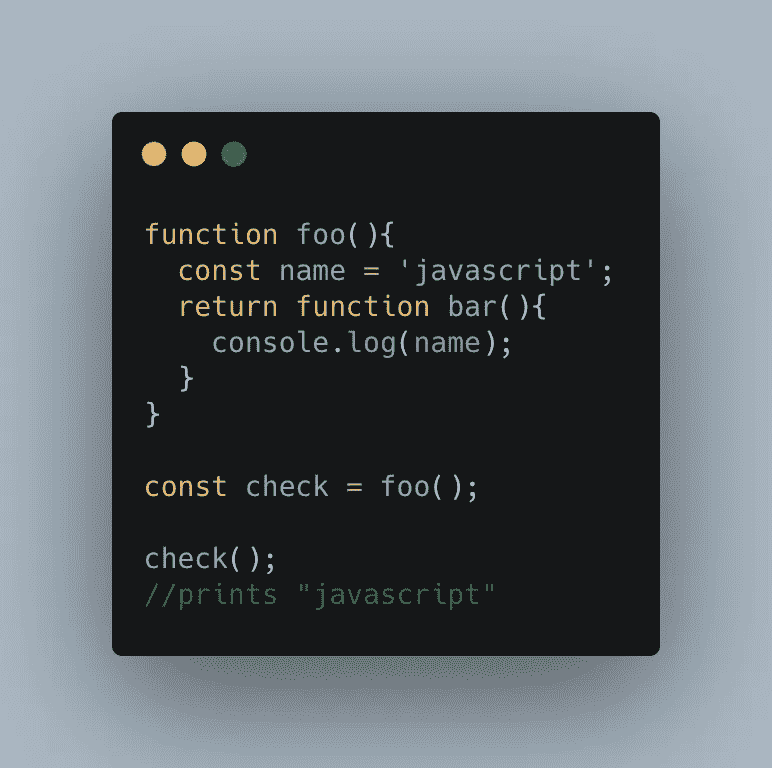 function foo(){
  const name = 'javascript';
  return function bar(){
    console.log(name);
  }
}

const check = foo();

check();
//prints "javascript"